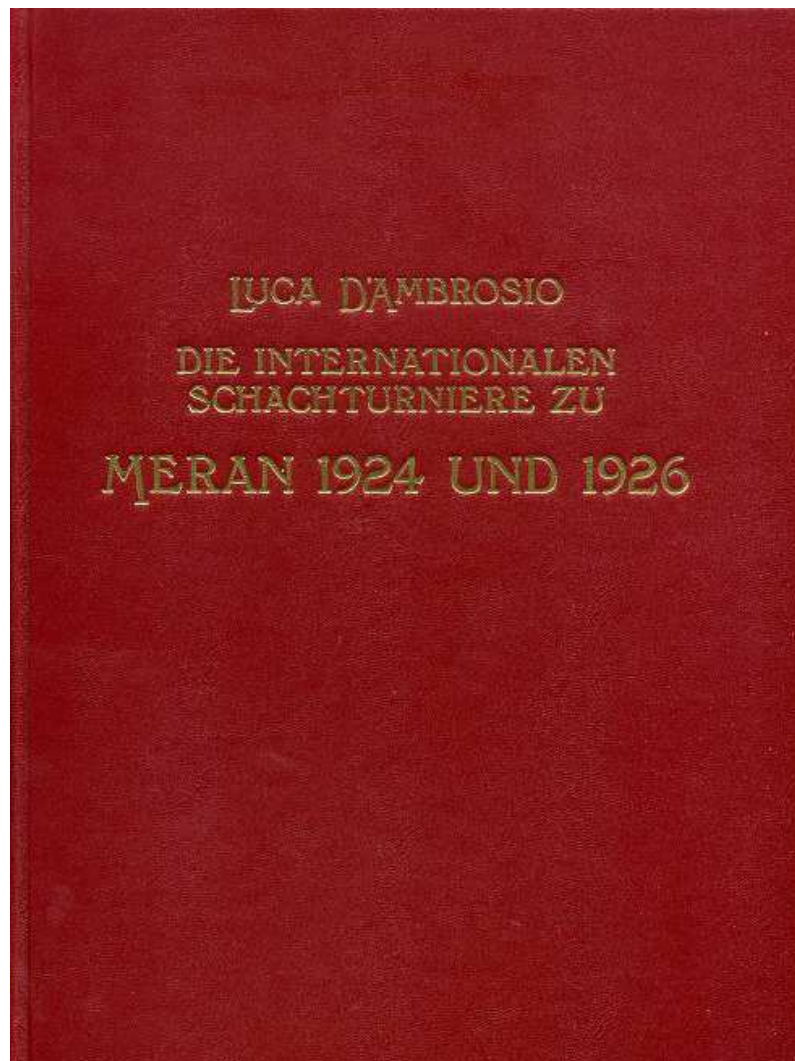 LUCA D'AMBROSIO
DIE INTERNATIONALEN
SCHACHTURNIERE ZU
MERAN 1924 UND 1926